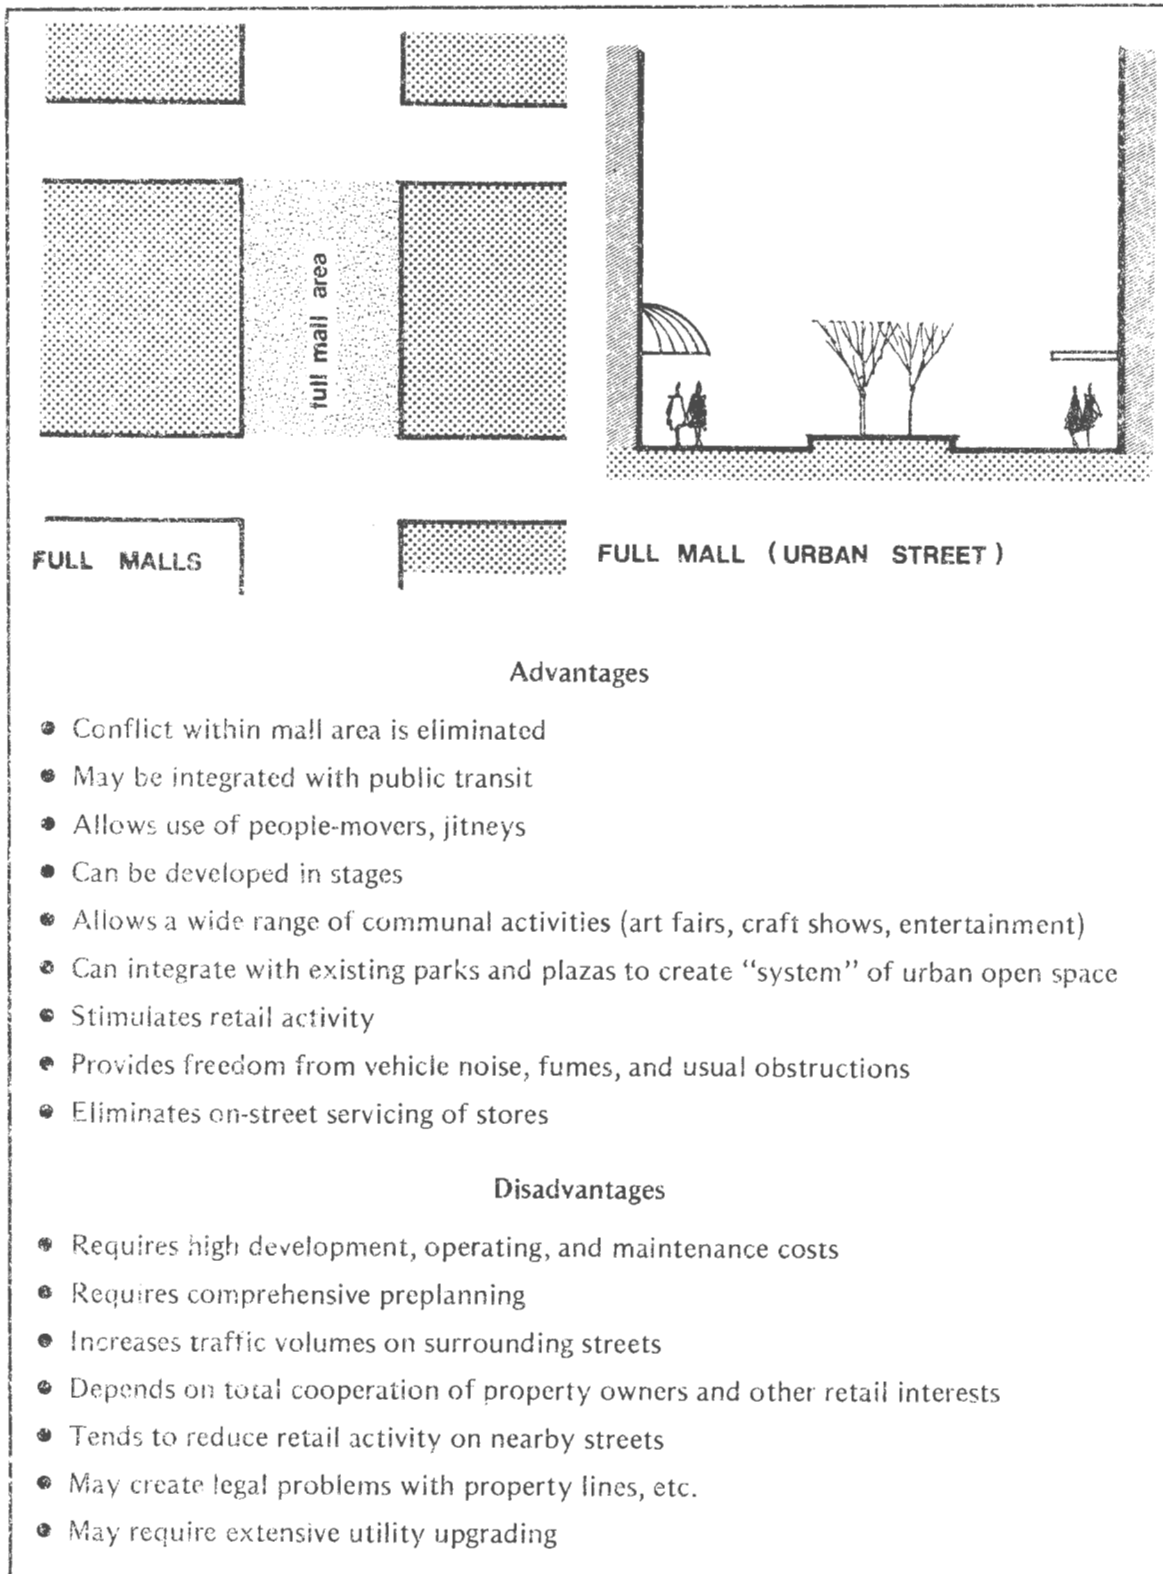 full mall area
FULL MALLS
FULL MALL (URBAN STREET)
Advantages
• Conflict within mall area is eliminated
• May be integrated with public transit
• Allows use of people-movers, jitneys
• Can be developed in stages
• Allows a wide range of communal activities (art fairs, craft shows, entertainment)
• Can integrate with existing parks and plazas to create “system” of urban open space
• Stimulates retail activity
• Provides freedom from vehicle noise, fumes, and usual obstructions
• Eliminates on-street servicing of stores
Disadvantages
• Requires high development, operating, and maintenance costs
• Requires comprehensive preplanning
• Increases traffic volumes on surrounding streets
• Depends on total cooperation of property owners and other retail interests
• Tends to reduce retail activity on nearby streets
• May create legal problems with property lines, etc.
• May require extensive utility upgrading